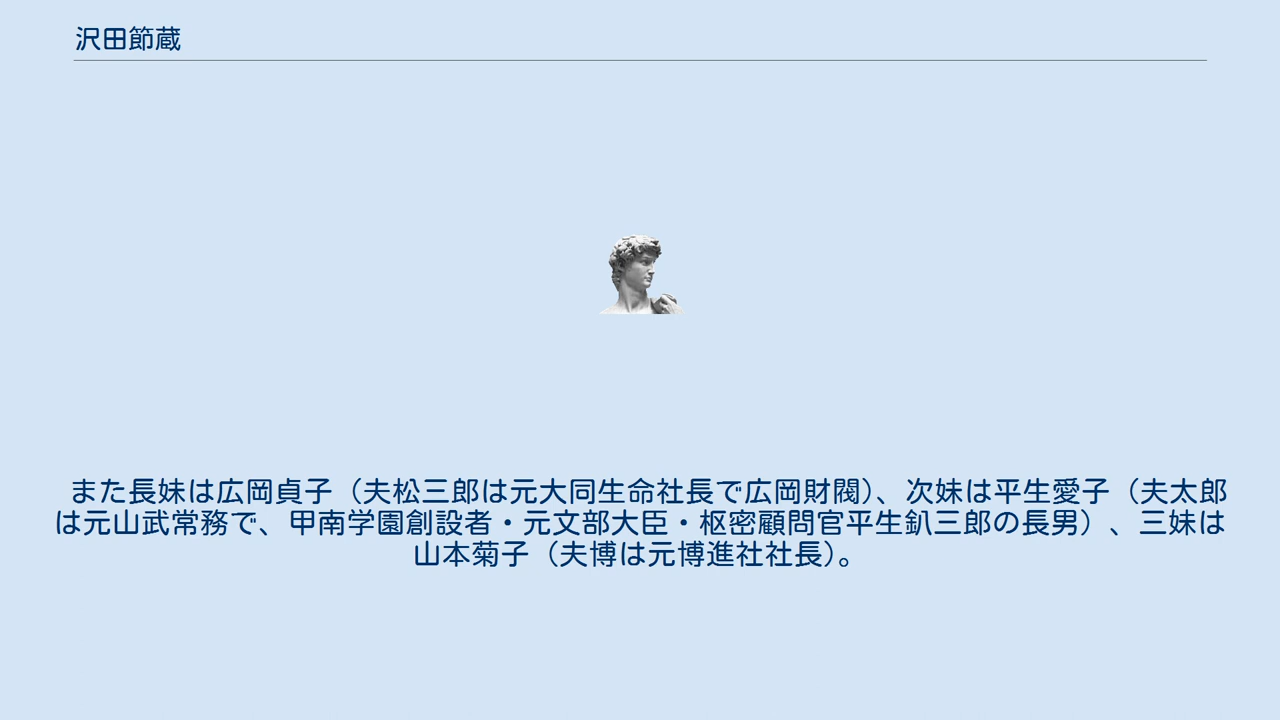 沢田節蔵
また長妹は広岡貞子（夫松三郎は元大同生命社長で広岡財閥）、次妹は平生愛子（夫太郎
は元山武常務で、甲南学園創設者・元文部大臣・枢密顧問官平生釟三郎の長男）、三妹は
山本菊子（夫博は元博進社社長）。